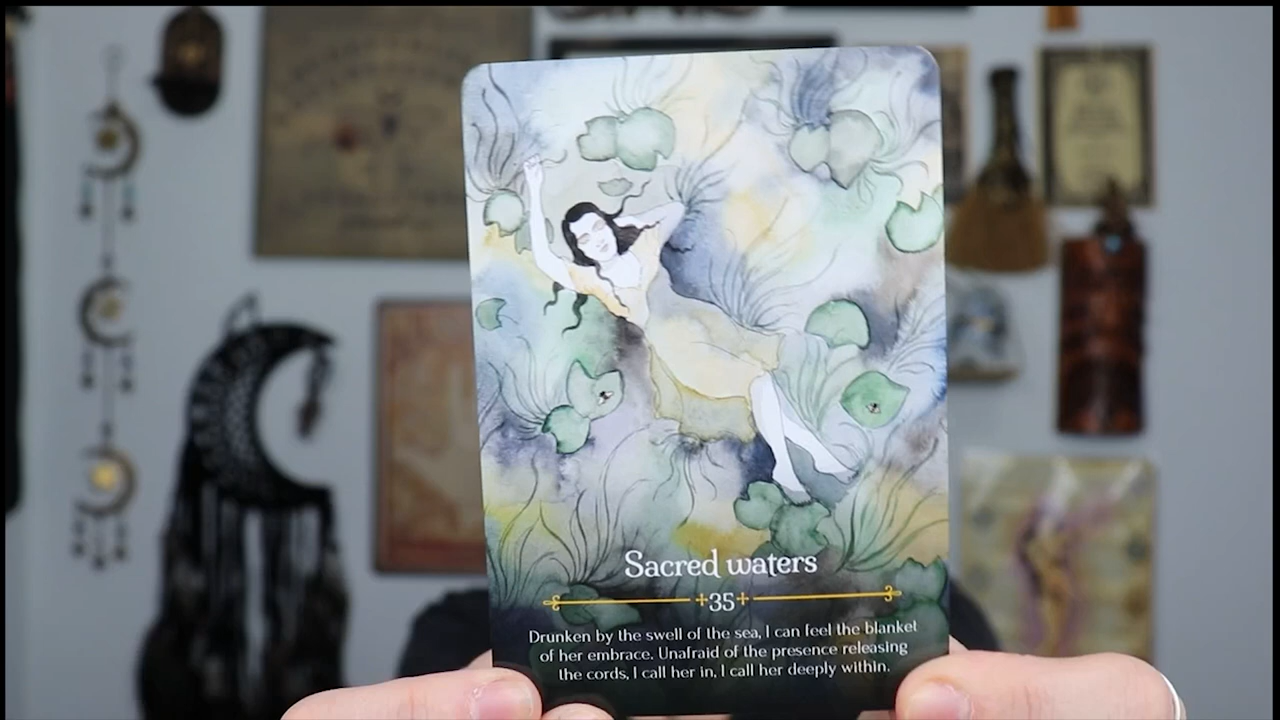 Sacred waters
35
Drunken by the swell of the sea, I can feel the blanket
of her embrace. Unafraid of the presence releasing
the cords, I call her in, I call her deeply within.